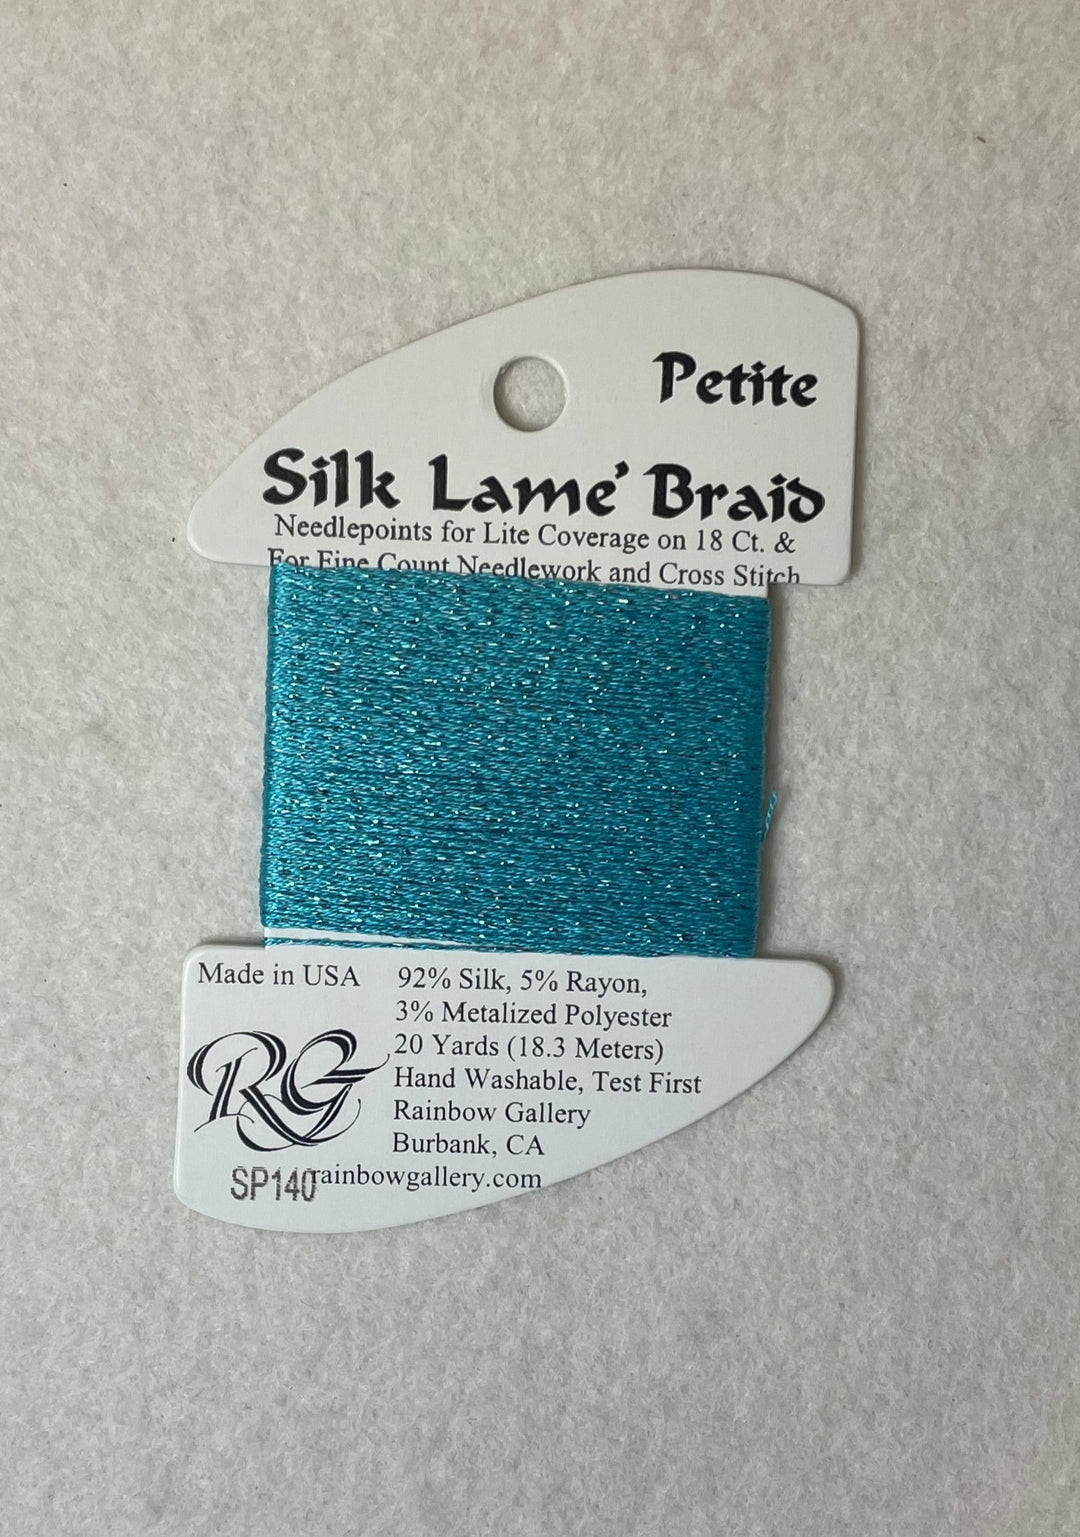 Petite
Silk Lame' Braid
Needlepoints for Lite Coverage on 18 Ct. &
For Fine Count Needlework and Cross Stitch
Made in USA
92% Silk, 5% Rayon,
3% Metalized Polyester
20 Yards (18.3 Meters)
Hand Washable, Test First
Rainbow Gallery
Burbank, CA
rainbowgallery.com
RG
SP140